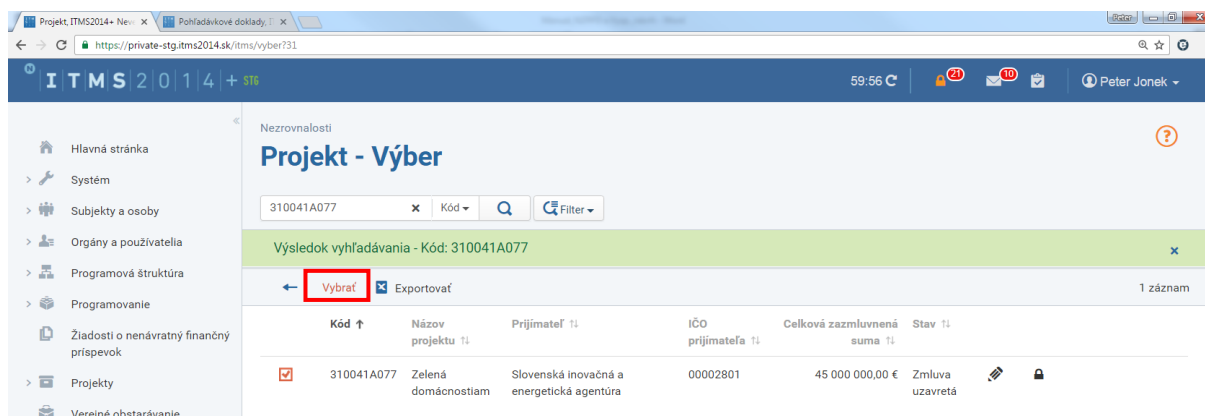 Projekt, ITMS2014+ Nev
Pohľadávkové doklady,
Peter
https://private-stg.itms2014.sk/itms/vyber?31
ITMS2014+ STG
59:56
21
10
Peter Jonek
Nezrovnalosti
Projekt - Výber
?
Hlavná stránka
Systém
Subjekty a osoby
Orgány a používatelia
Programová štruktúra
Programovanie
Žiadosti o nenávratný finančný
príspevok
Projekty
Verejné obstarávanie
310041A077
Kód
Filter
Výsledok vyhľadávania - Kód: 310041A077
Vybrať
Exportovať
1 záznam
Kód Názov projektu Prijímateľ IČO prijímateľa Celková zazmluvnená suma Stav
310041A077 Zelená domácnostiam Slovenská inovačná a energetická agentúra 00002801 45 000 000,00 € Zmluva uzavretá